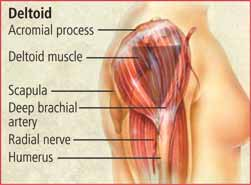 Deltoid
Acromial process
Deltoid muscle
Scapula
Deep brachial
artery
Radial nerve
Humerus